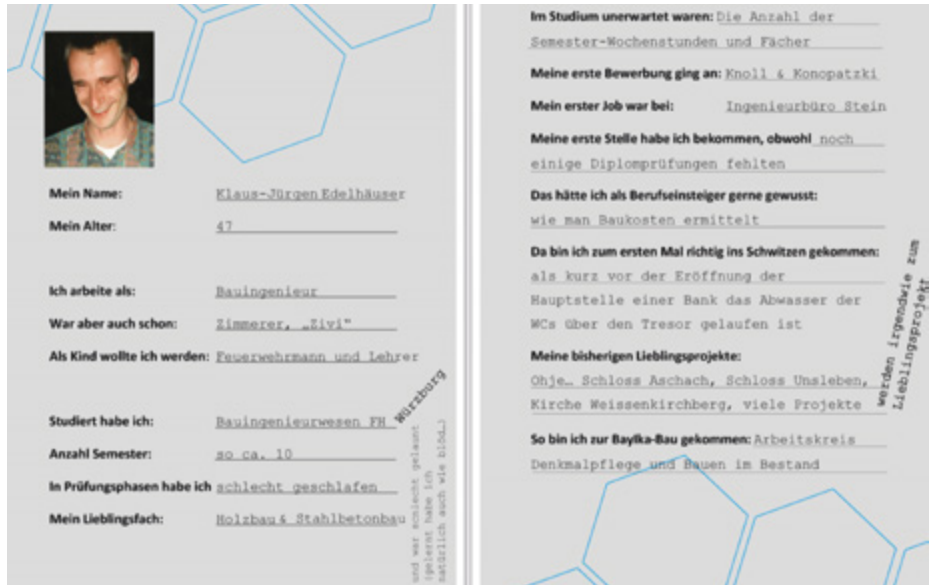 Mein Name: Klaus-Jürgen Edelhäuser
Mein Alter: 47
Ich arbeite als: Bauingenieur
War aber auch schon: Zimmerer, „Zivi"
Als Kind wollte ich werden: Feuerwehrmann und Lehrer
Studiert habe ich: Bauingenieurwesen FH Würzburg
Anzahl Semester: so ca. 10
In Prüfungsphasen habe ich schlecht geschlafen
und war schlecht gelaunt
(gelernt habe ich
natürlich auch wie blöd…)
Mein Lieblingsfach: Holzbau & Stahlbetonbau
Im Studium unerwartet waren: Die Anzahl der
Semester-Wochenstunden und Fächer
Meine erste Bewerbung ging an: Knoll & Konopatzki
Mein erster Job war bei: Ingenieurbüro Stein
Meine erste Stelle habe ich bekommen, obwohl noch
einige Diplomprüfungen fehlten
Das hätte ich als Berufseinsteiger gerne gewusst:
wie man Baukosten ermittelt
Da bin ich zum ersten Mal richtig ins Schwitzen gekommen:
als kurz vor der Eröffnung der
Hauptstelle einer Bank das Abwasser der
WCs über den Tresor gelaufen ist
Meine bisherigen Lieblingsprojekte:
Ohje… Schloss Aschach, Schloss Unsleben,
Kirche Weissenkirchberg, viele Projekte
werden irgendwie zum
Lieblingsprojekt
So bin ich zur BayIka-Bau gekommen: Arbeitskreis
Denkmalpflege und Bauen im Bestand